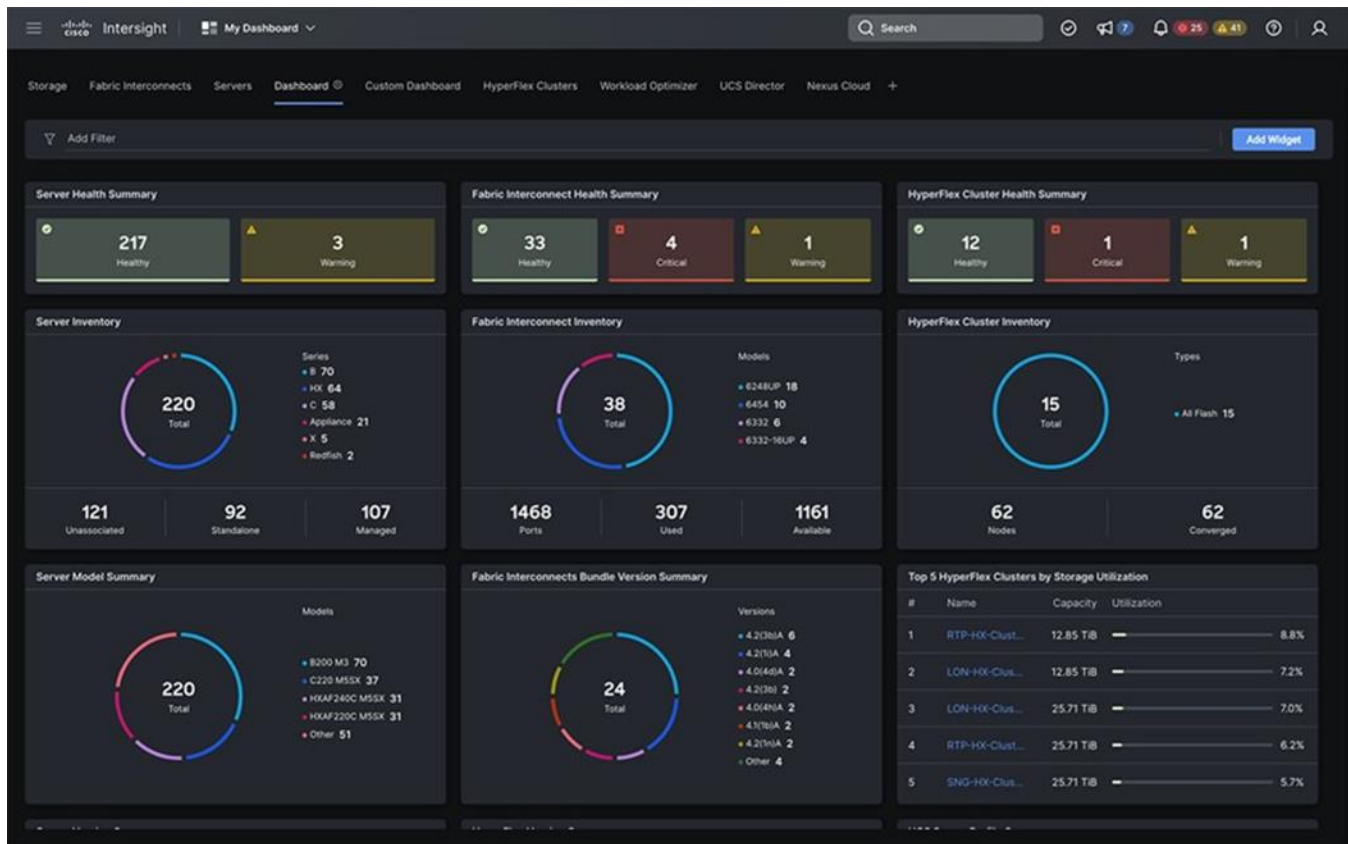 cisco Intersight My Dashboard Search 7 25 41
Storage Fabric Interconnects Servers Dashboard Custom Dashboard HyperFlex Clusters Workload Optimizer UCS Director Nexus Cloud +
Add Filter Add Widget
Server Health Summary
217 3
Healthy Warning
Fabric Interconnect Health Summary
33 4 1
Healthy Critical Warning
HyperFlex Cluster Health Summary
12 1 1
Healthy Critical Warning
Server Inventory
220
Total
Series
B 70
HX 64
C 58
Appliance 21
X 5
Redfish 2
121 92 107
Unassociated Standalone Managed
Fabric Interconnect Inventory
38
Total
Models
6248UP 18
6454 10
6332 6
6332-16UP 4
1468 307 1161
Ports Used Available
HyperFlex Cluster Inventory
15
Total
Types
All Flash 15
62 62
Nodes Converged
Server Model Summary
220
Total
Models
B200 M3 70
C220 M5SX 37
HXAF240C M5SX 31
HXAF220C M5SX 31
Other 51
Fabric Interconnects Bundle Version Summary
24
Total
Versions
4.2(3b)A 6
4.2(1i)A 4
4.0(4d)A 2
4.2(3b) 2
4.0(4h)A 2
4.1(1b)A 2
4.2(1n)A 2
Other 4
Top 5 HyperFlex Clusters by Storage Utilization
# Name Capacity Utilization
1 RTP-HX-Clust... 12.85 TiB 8.8%
2 LON-HX-Clus... 12.85 TiB 7.2%
3 LON-HX-Clus... 25.71 TiB 7.0%
4 RTP-HX-Clust... 25.71 TiB 6.2%
5 SNG-HX-Clus... 25.71 TiB 5.7%